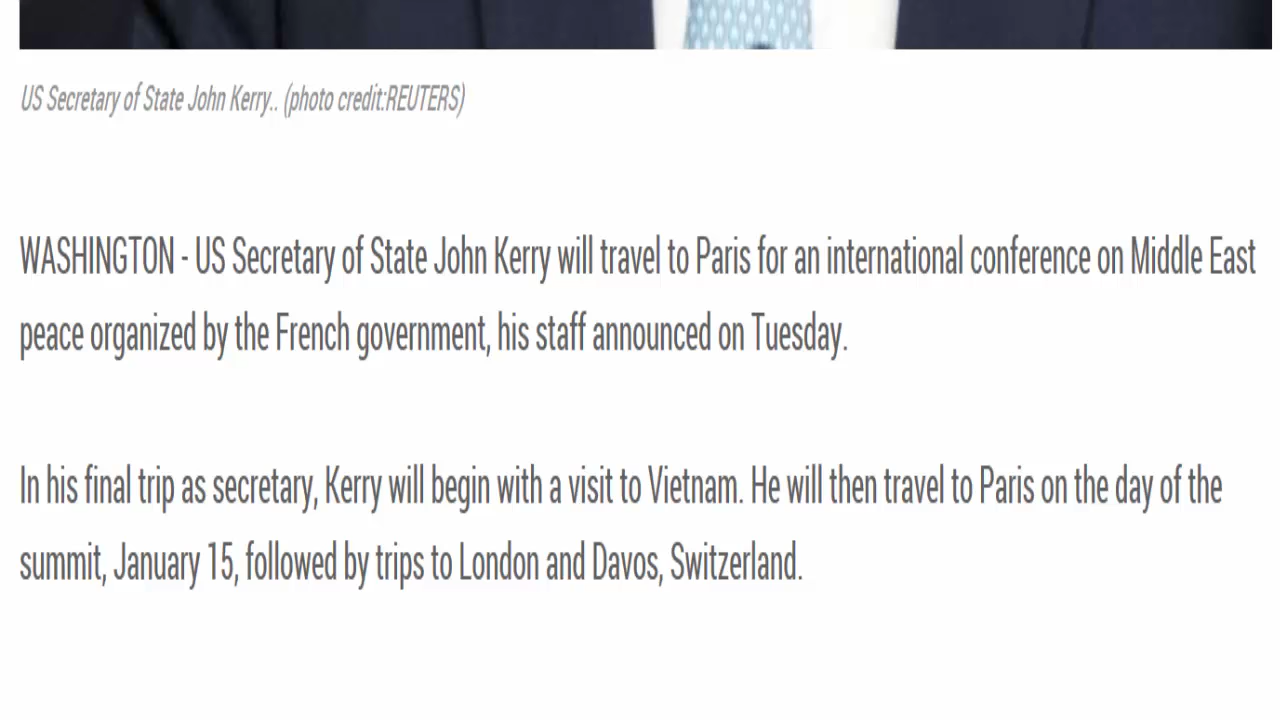 US Secretary of State John Kerry.. (photo credit:REUTERS)
WASHINGTON - US Secretary of State John Kerry will travel to Paris for an international conference on Middle East
peace organized by the French government, his staff announced on Tuesday.
In his final trip as secretary, Kerry will begin with a visit to Vietnam. He will then travel to Paris on the day of the
summit, January 15, followed by trips to London and Davos, Switzerland.